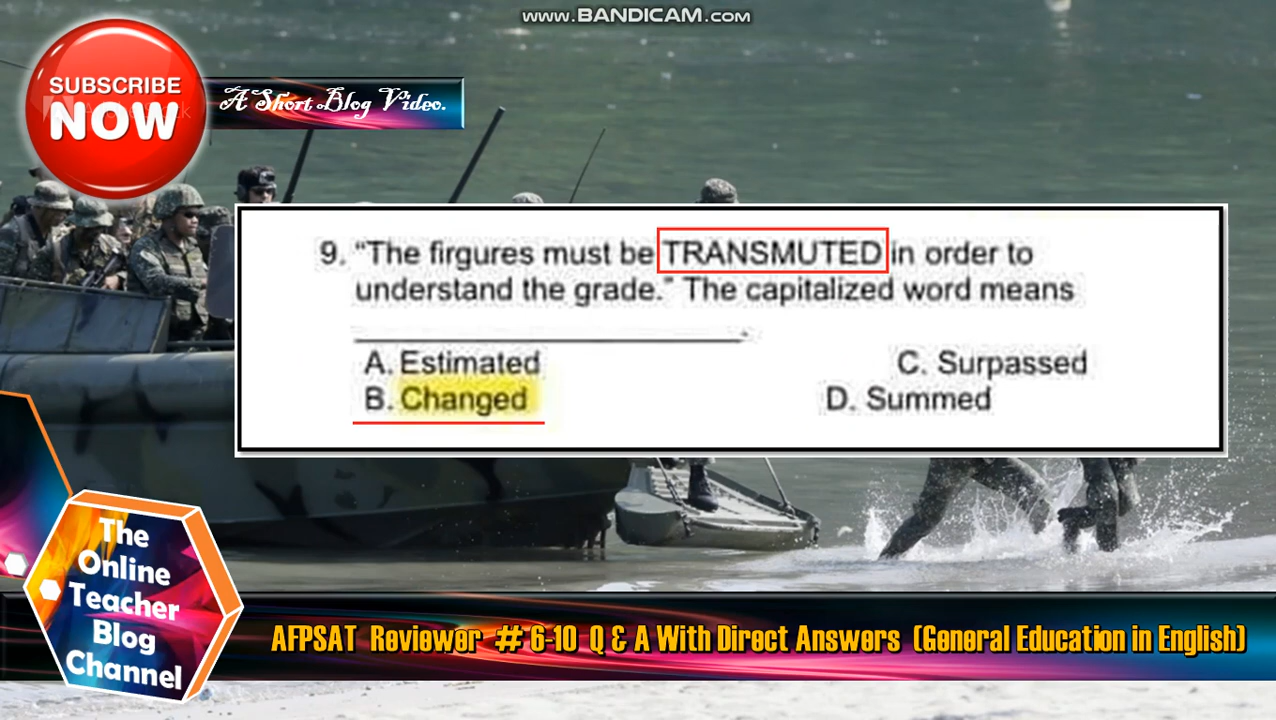 www.BANDICAM.com
SUBSCRIBE
NOW
A Short Blog Video.
9. "The firgures must be TRANSMUTED in order to
understand the grade." The capitalized word means
____________________.
A. Estimated
C. Surpassed
B. Changed
D. Summed
The
Online
Teacher
Blog
Channel
AFPSAT Reviewer # 6-10 Q & A With Direct Answers (General Education in English)